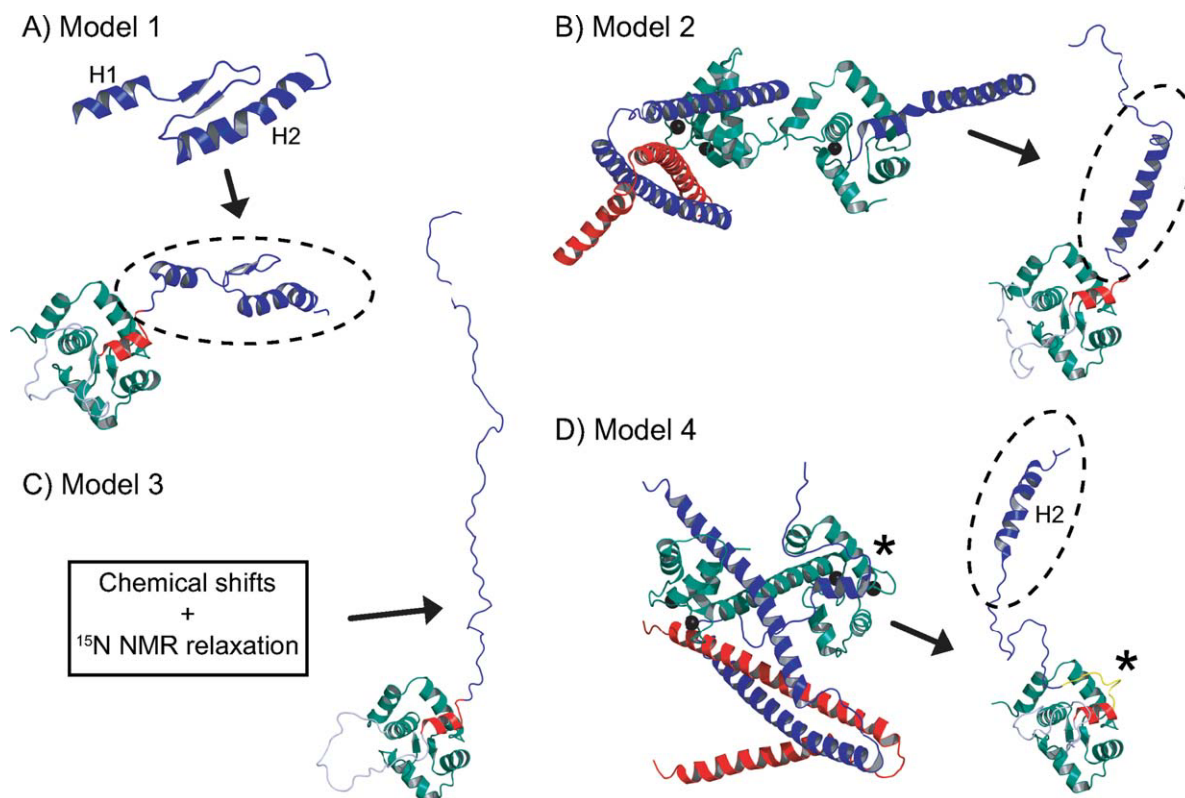 A) Model 1
H1
H2
B) Model 2
C) Model 3
Chemical shifts
+
¹⁵N NMR relaxation
D) Model 4
*
H2
*